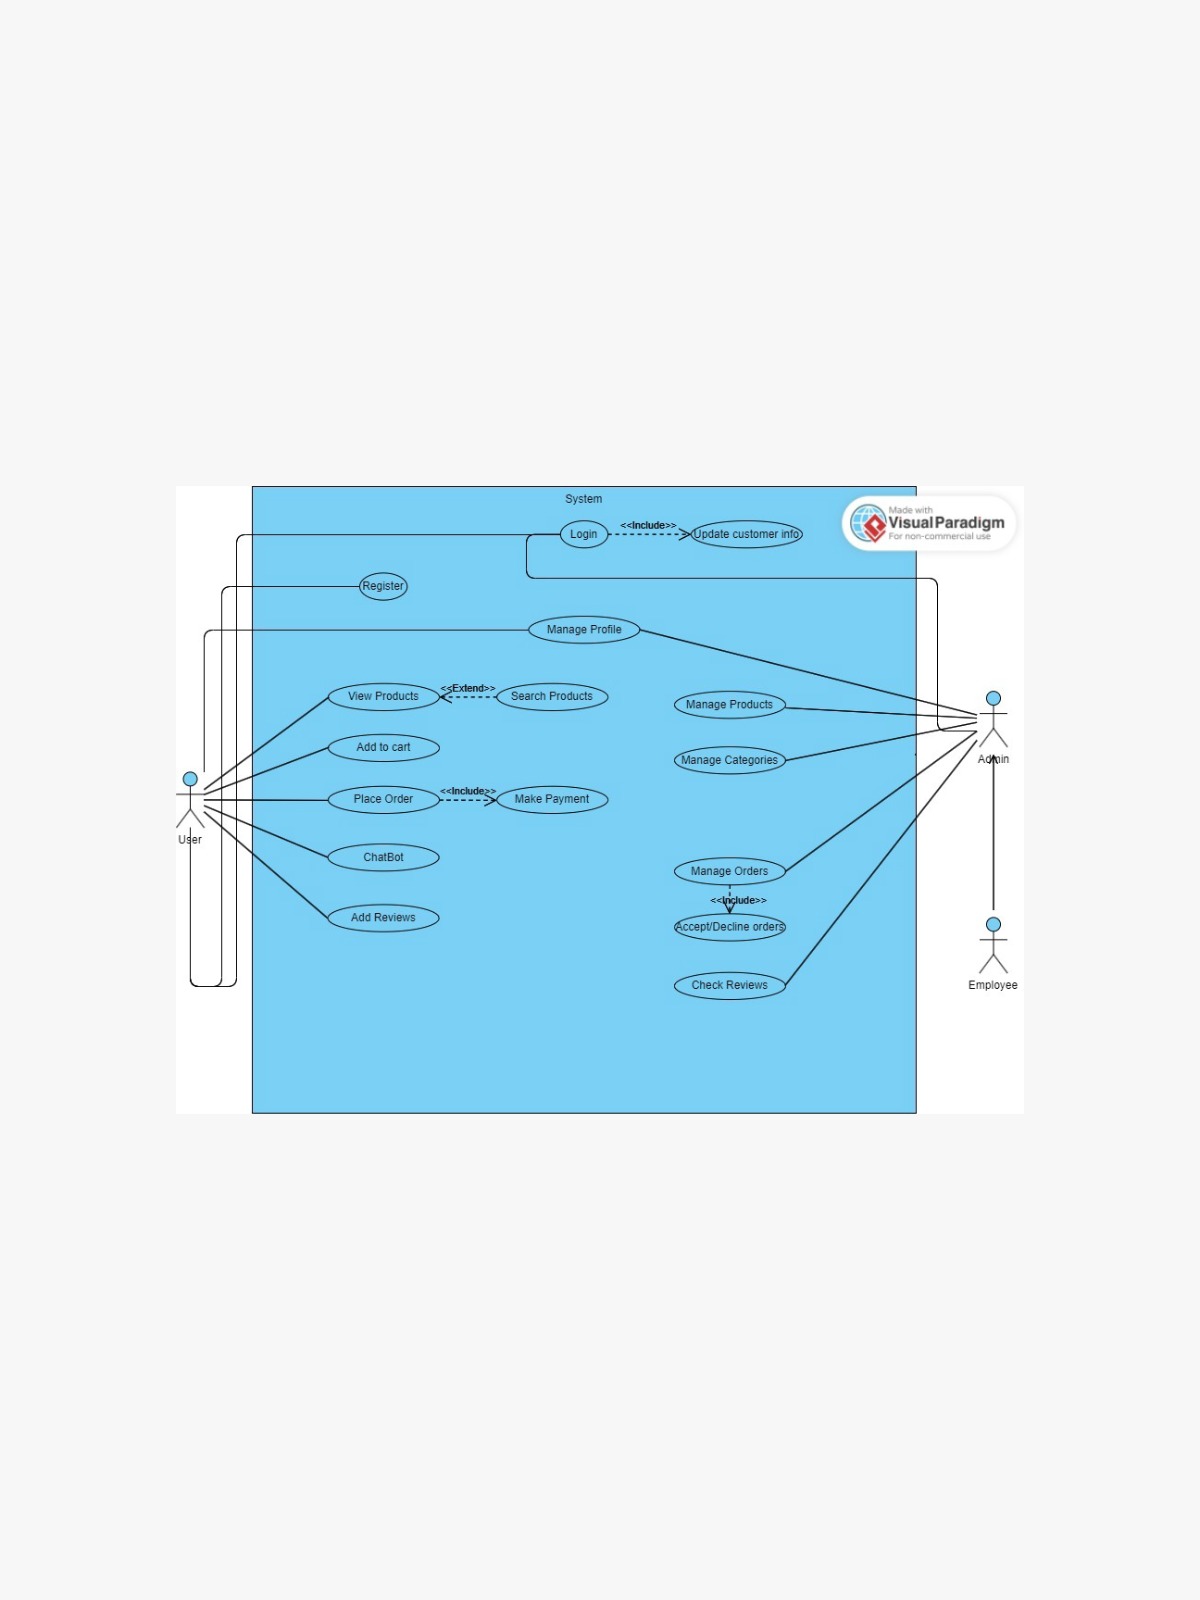 System
Made with
Visual Paradigm
For non-commercial use
Login
<<Include>>
Update customer info
Register
Manage Profile
View Products
<<Extend>>
Search Products
Manage Products
Add to cart
Manage Categories
Admin
Place Order
<<Include>>
Make Payment
User
ChatBot
Manage Orders
<<Include>>
Add Reviews
Accept/Decline orders
Check Reviews
Employee